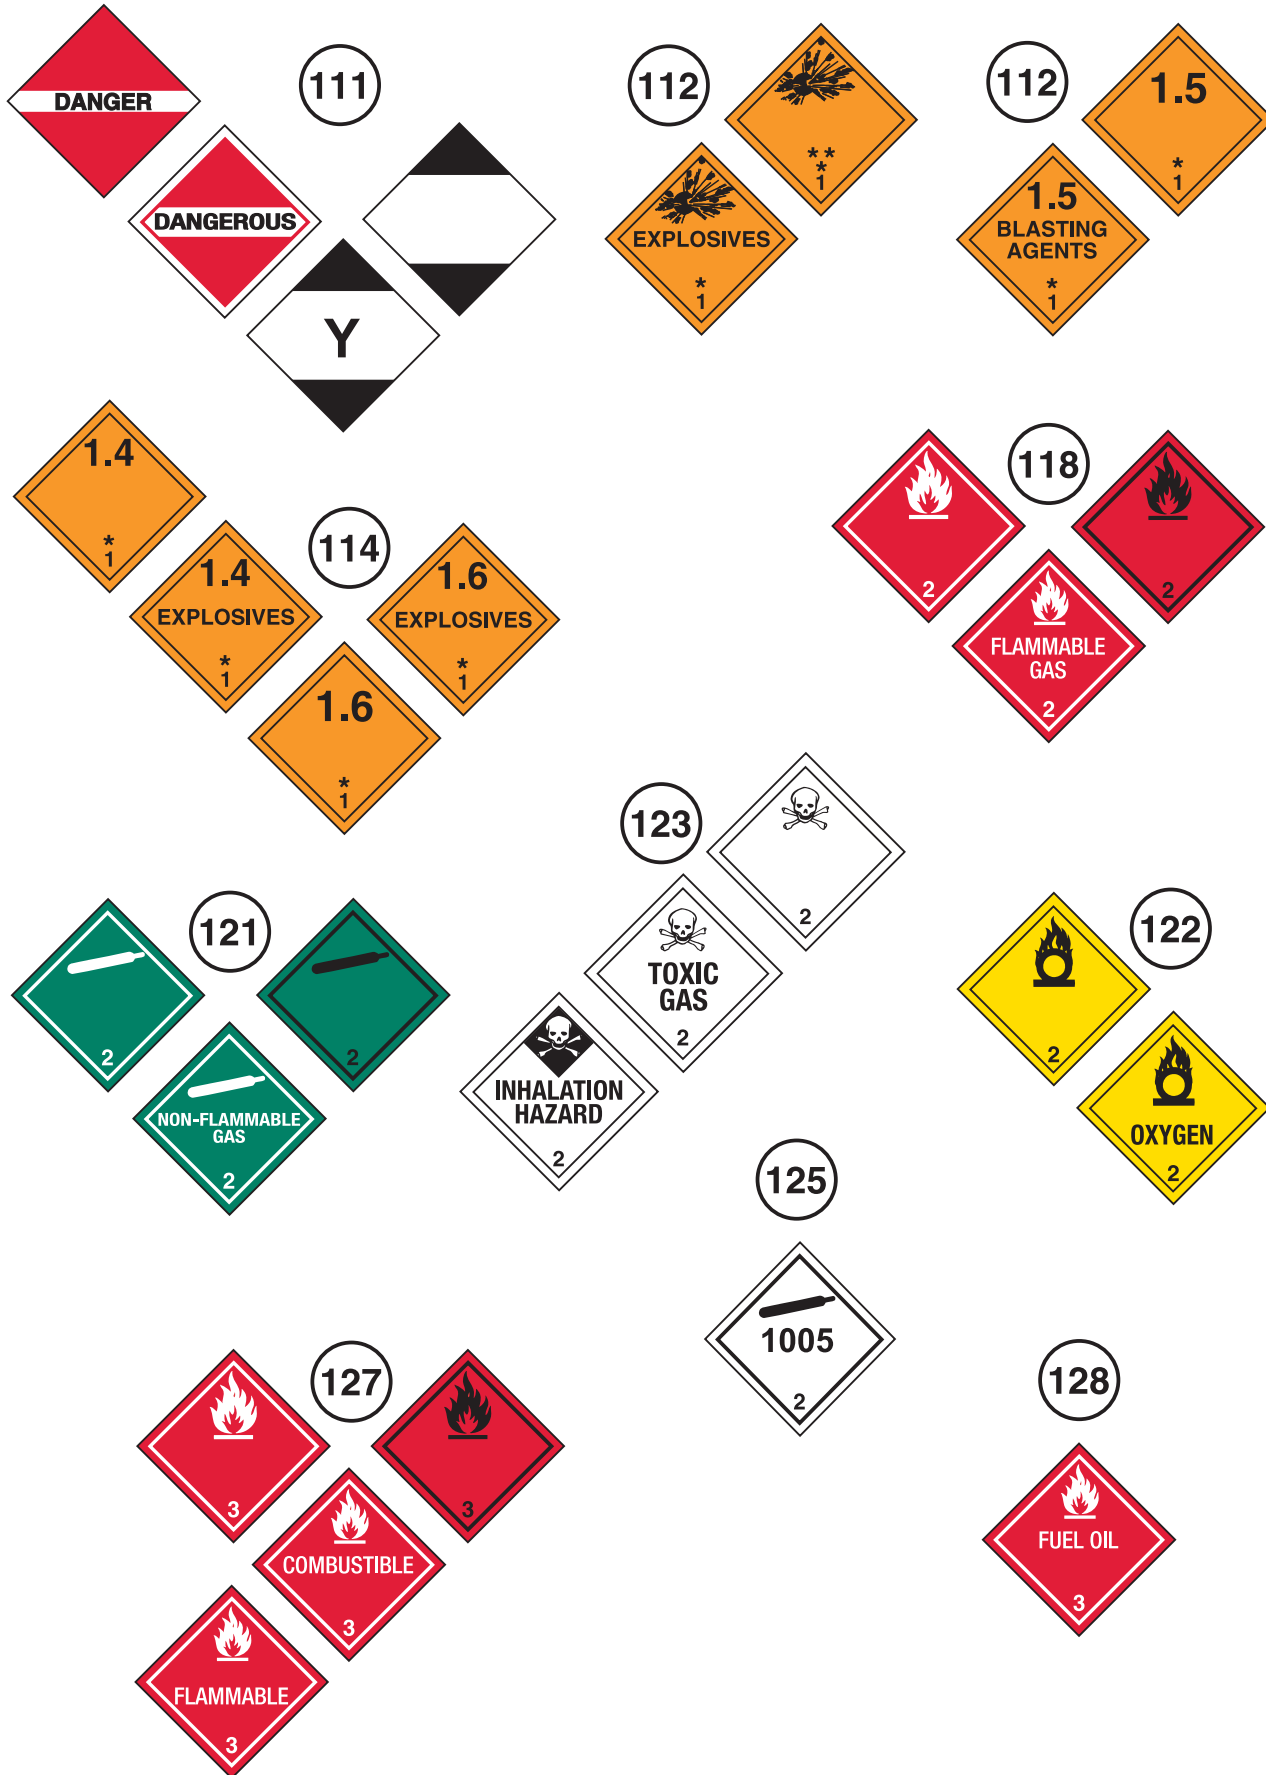 DANGER
111
DANGEROUS
Y
112
**
*
1
EXPLOSIVES
*
1
112
1.5
*
1
1.5
BLASTING
AGENTS
*
1
1.4
*
1
114
1.4
EXPLOSIVES
*
1
1.6
EXPLOSIVES
*
1
1.6
*
1
118
2
2
FLAMMABLE
GAS
2
123
2
TOXIC
GAS
2
INHALATION
HAZARD
2
121
2
2
NON-FLAMMABLE
GAS
2
122
2
OXYGEN
2
125
1005
2
127
3
3
COMBUSTIBLE
3
FLAMMABLE
3
128
FUEL OIL
3